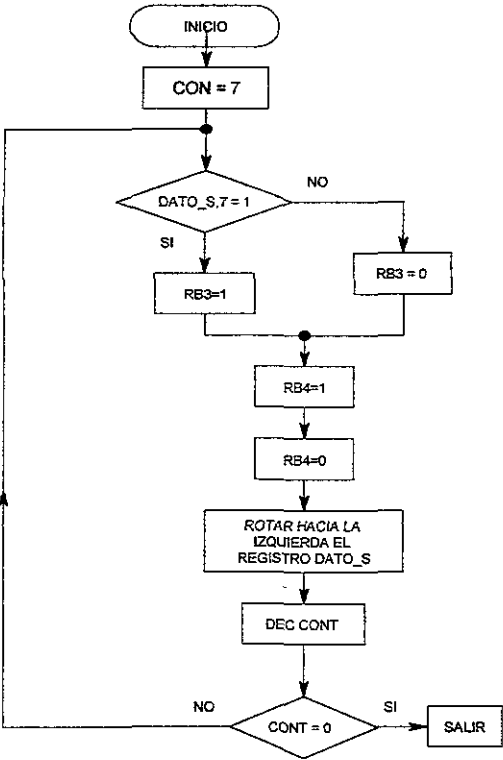 INICIO
CON = 7
DATO_S,7 = 1
NO
SI
RB3=1
RB3 = 0
RB4=1
RB4=0
ROTAR HACIA LA
IZQUIERDA EL
REGISTRO DATO_S
DEC CONT
NO
CONT = 0
SI
SALIR